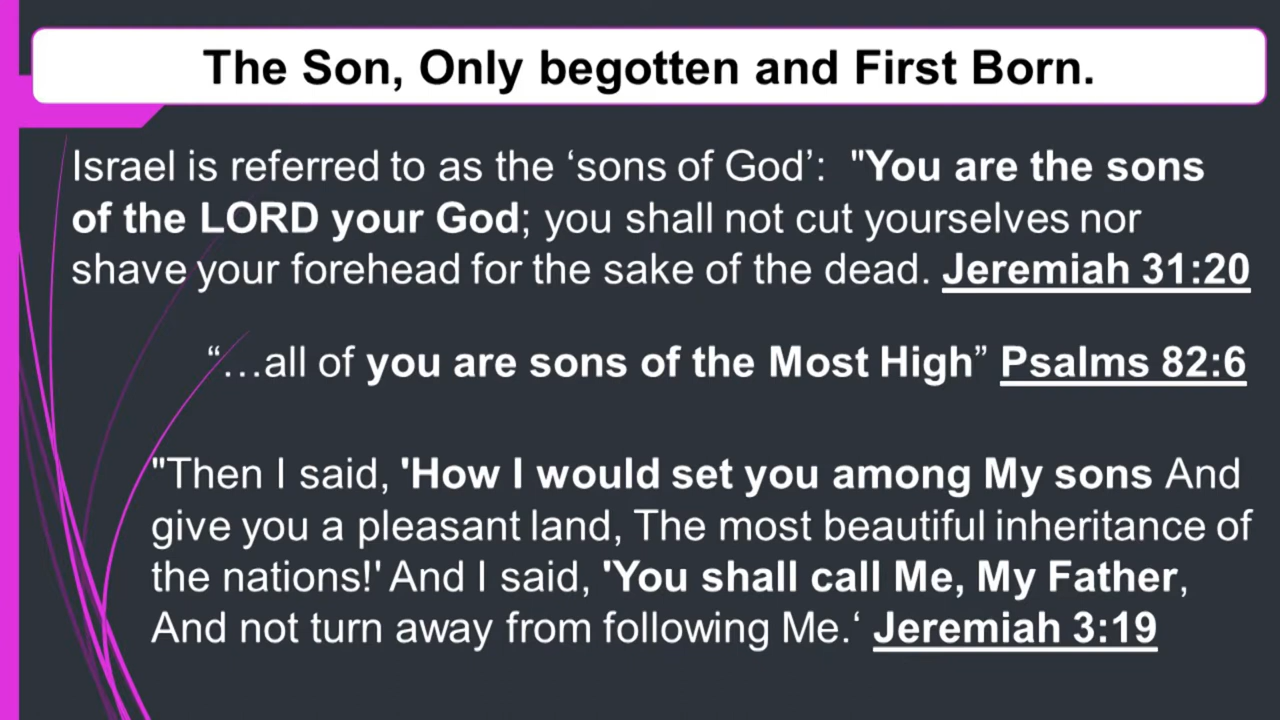 The Son, Only begotten and First Born.
Israel is referred to as the ‘sons of God’:  "You are the sons
of the LORD your God; you shall not cut yourselves nor
shave your forehead for the sake of the dead. Jeremiah 31:20
“…all of you are sons of the Most High” Psalms 82:6
"Then I said, 'How I would set you among My sons And
give you a pleasant land, The most beautiful inheritance of
the nations!' And I said, 'You shall call Me, My Father,
And not turn away from following Me.‘ Jeremiah 3:19